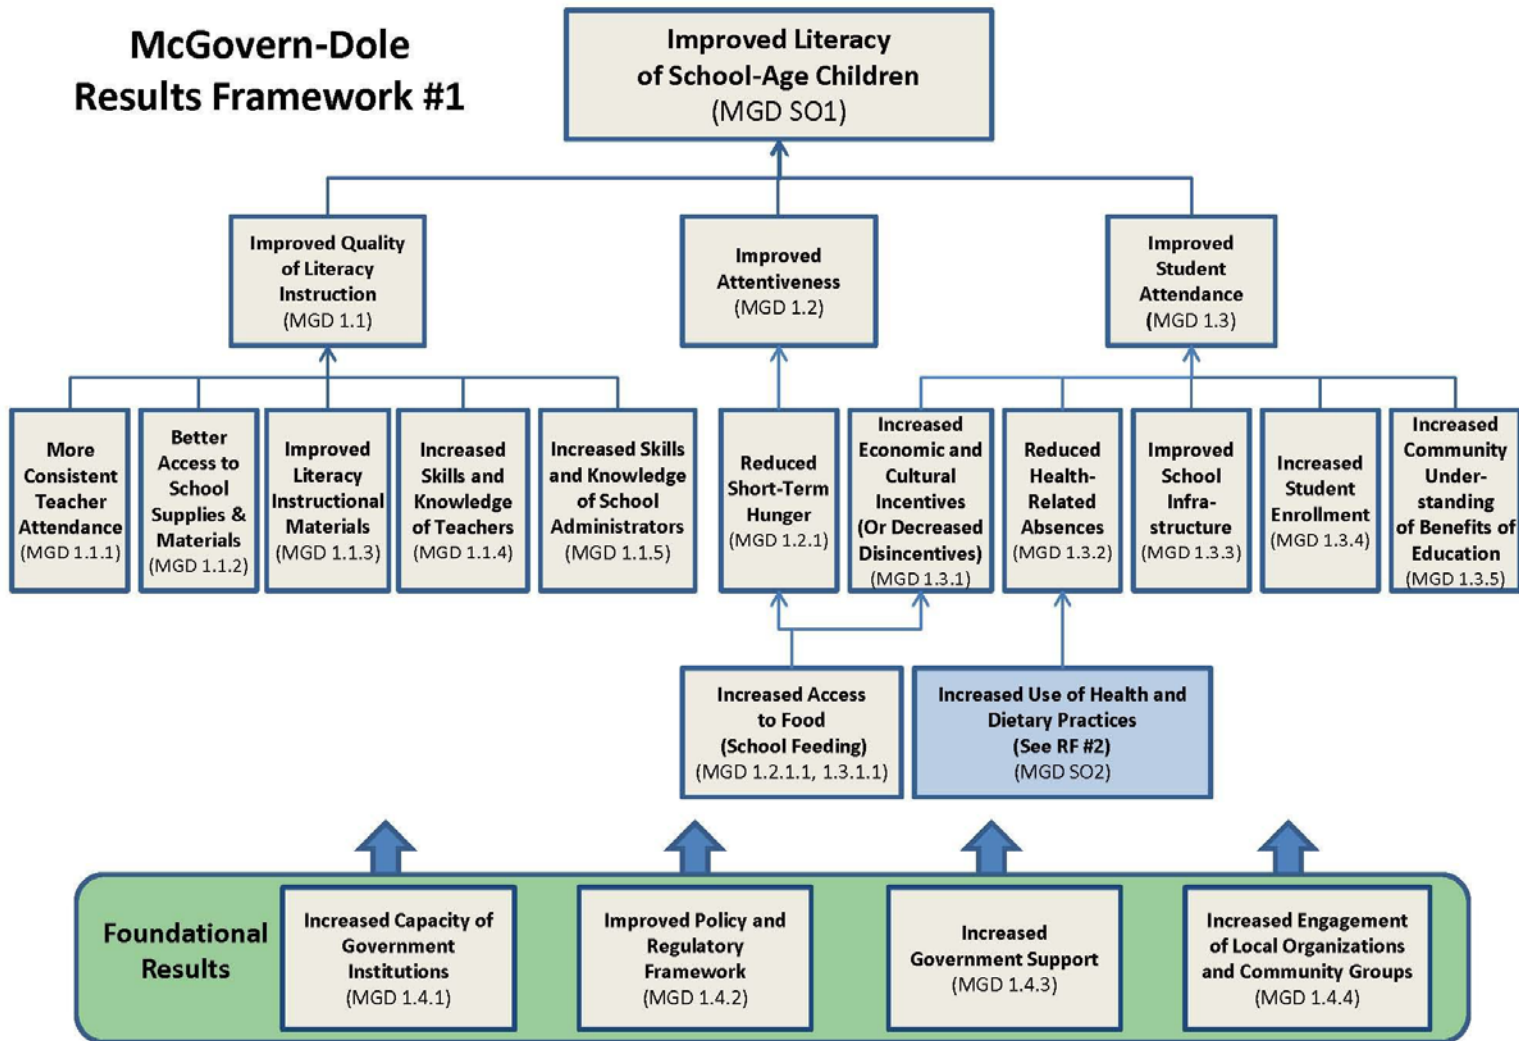 McGovern-Dole
Results Framework #1
Improved Literacy
of School-Age Children
(MGD SO1)
Improved Quality
of Literacy
Instruction
(MGD 1.1)
Improved
Attentiveness
(MGD 1.2)
Improved
Student
Attendance
(MGD 1.3)
More
Consistent
Teacher
Attendance
(MGD 1.1.1)
Better
Access to
School
Supplies &
Materials
(MGD 1.1.2)
Improved
Literacy
Instructional
Materials
(MGD 1.1.3)
Increased
Skills and
Knowledge
of Teachers
(MGD 1.1.4)
Increased Skills
and Knowledge
of School
Administrators
(MGD 1.1.5)
Reduced
Short-Term
Hunger
(MGD 1.2.1)
Increased
Economic and
Cultural
Incentives
(Or Decreased
Disincentives)
(MGD 1.3.1)
Reduced
Health-
Related
Absences
(MGD 1.3.2)
Improved
School
Infra-
structure
(MGD 1.3.3)
Increased
Student
Enrollment
(MGD 1.3.4)
Increased
Community
Under-
standing
of Benefits of
Education
(MGD 1.3.5)
Increased Access
to Food
(School Feeding)
(MGD 1.2.1.1, 1.3.1.1)
Increased Use of Health and
Dietary Practices
(See RF #2)
(MGD SO2)
Foundational
Results
Increased Capacity of
Government
Institutions
(MGD 1.4.1)
Improved Policy and
Regulatory
Framework
(MGD 1.4.2)
Increased
Government Support
(MGD 1.4.3)
Increased Engagement
of Local Organizations
and Community Groups
(MGD 1.4.4)